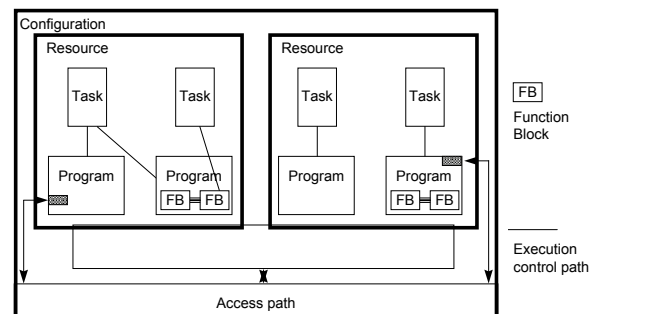 Configuration
Resource
Resource
Task
Task
Task
Task
Program
Program
Program
Program
FB
FB
FB
FB
Access path
FB
Function
Block
Execution
control path